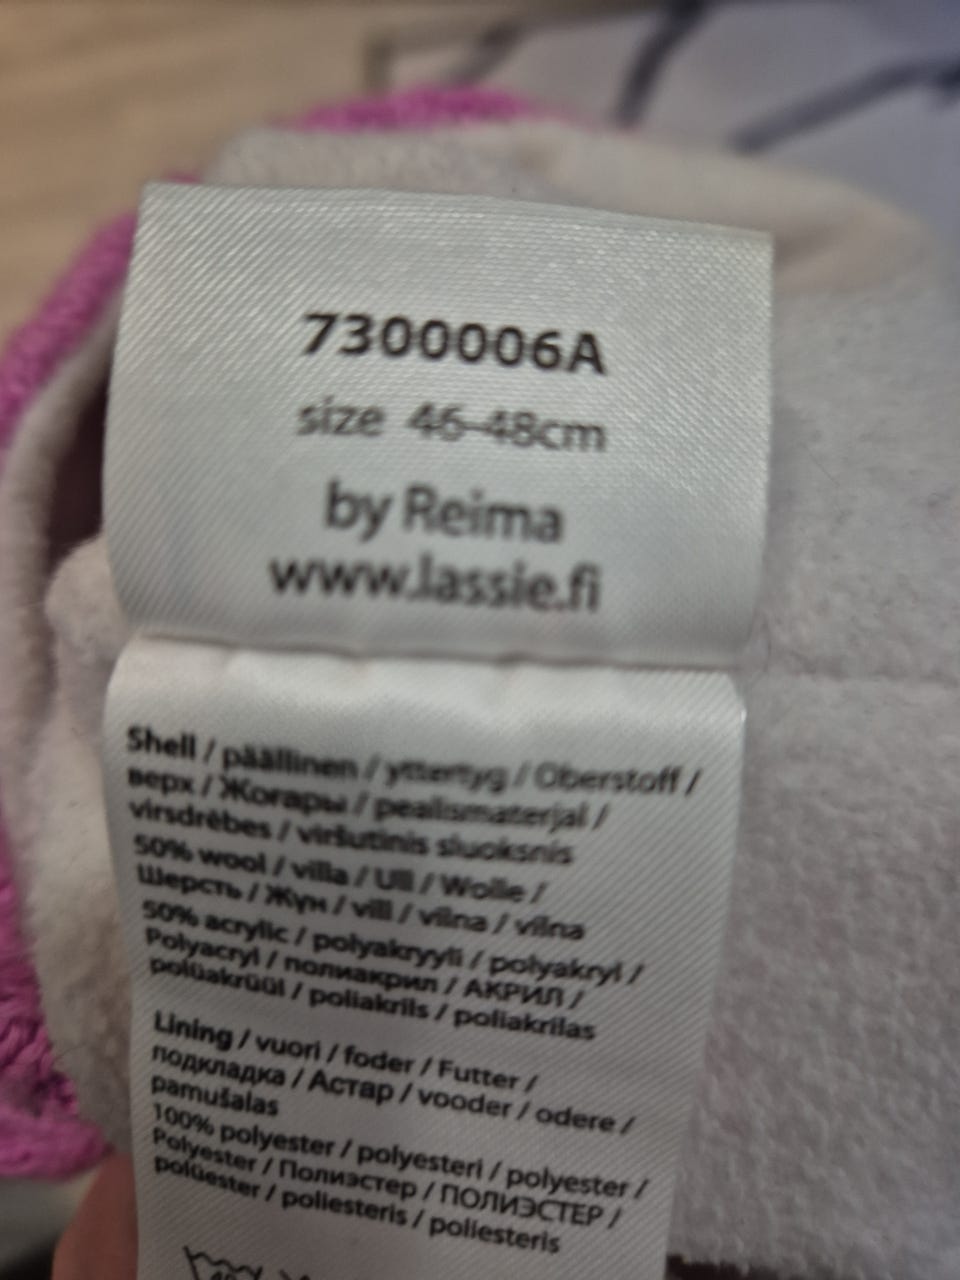 7300006A
size 46-48cm
by Reima
www.lassie.fi
Shell / päällinen / yttertyg / Oberstoff /
верх / Жоғары / pealismaterjal /
virsdrēbes / viršutinis sluoksnis
50% wool / villa / Ull / Wolle /
Шерсть / Жүн / vill / vilna / vilna
50% acrylic / polyakryyli / polyakryl /
Polyacryl / полиакрил / АКРИЛ /
polüakrüül / poliakrils / poliakrilas
Lining / vuori / foder / Futter /
подкладка / Астар / vooder / odere /
pamušalas
100% polyester / polyesteri / polyester /
Polyester / Полиэстер / ПОЛИЭСТЕР /
polüester / poliesteris / poliesteris